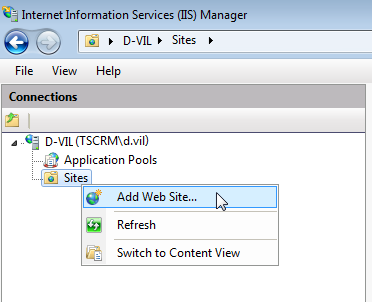 Internet Information Services (IIS) Manager
D-VIL Sites
File View Help
Connections
D-VIL (TSCRM\d.vil)
Application Pools
Sites
Add Web Site...
Refresh
Switch to Content View